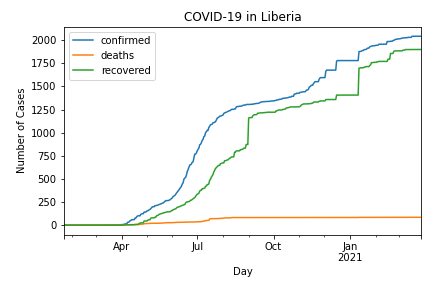 COVID-19 in Liberia
confirmed
deaths
recovered
Number of Cases
2000
1750
1500
1250
1000
750
500
250
0
Apr
Jul
Oct
Jan
2021
Day